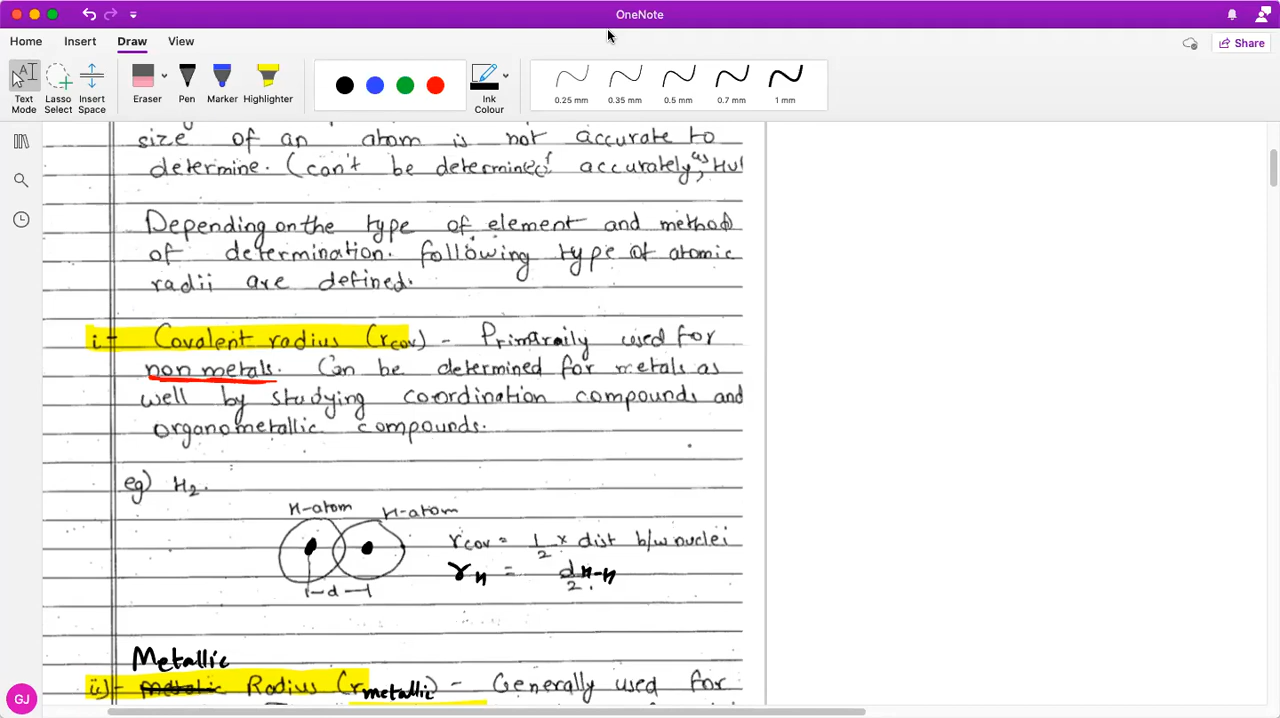 OneNote
Home Insert Draw View
Share
Text Mode
Lasso Select
Insert Space
Eraser
Pen
Marker
Highlighter
Ink Colour
0.25 mm 0.35 mm 0.5 mm 0.7 mm 1 mm
size of an atom is not accurate to
determine. (can't be determined accurately, as
Depending on the type of element and method
of determination. following type of atomic
radii are defined.
i- Covalent radius (rcov) - Primaraily used for
non metals. Can be determined for metals as
well by studying coordination compounds and
organometallic compounds.
eg) H2.
H-atom H-atom
rcov = 1/2 x dist b/w nuclei
rH = dH-H/2.
d
Metallic
ii)- Radius (rmetallic) - Generally used for
GJ